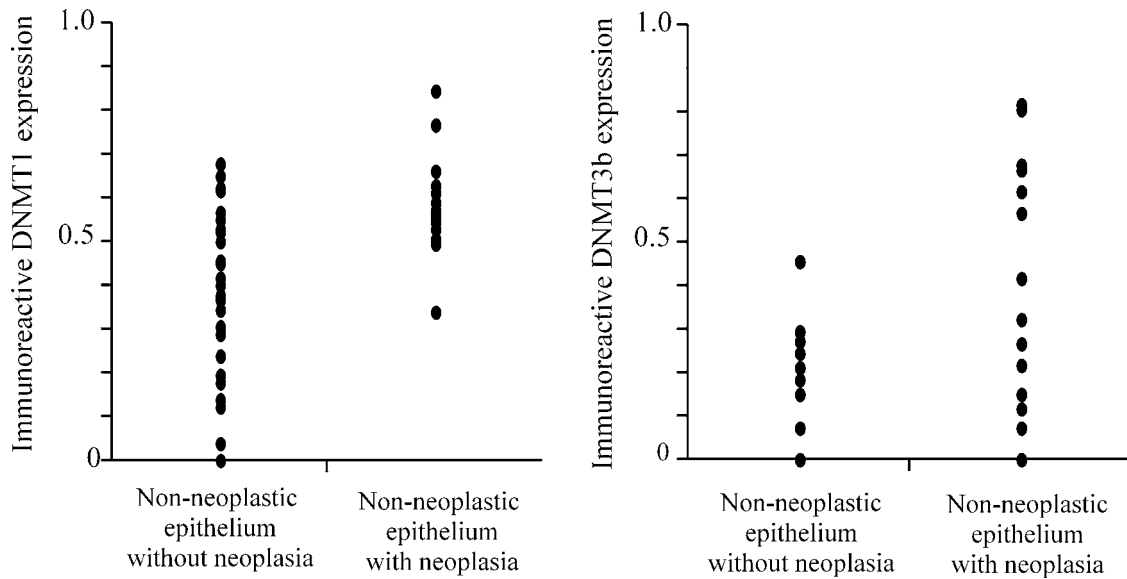 Immunoreactive DNMT1 expression
1.0
0.5
0
Non-neoplastic
epithelium
without neoplasia
Non-neoplastic
epithelium
with neoplasia
Immunoreactive DNMT3b expression
1.0
0.5
0
Non-neoplastic
epithelium
without neoplasia
Non-neoplastic
epithelium
with neoplasia